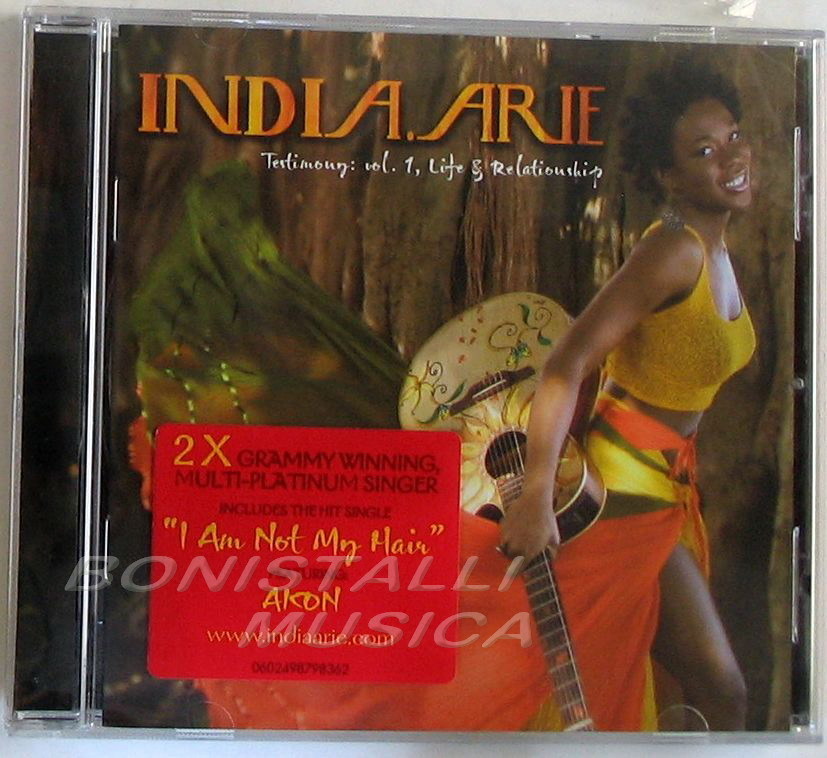 INDIA.ARIE
Testimony: vol. 1, Life & Relationship
2X GRAMMY WINNING,
MULTI-PLATINUM SINGER
INCLUDES THE HIT SINGLE
"I Am Not My Hair"
FEATURING
AKON
www.indiaarie.com
0602498798362
BONISTALLI
MUSICA